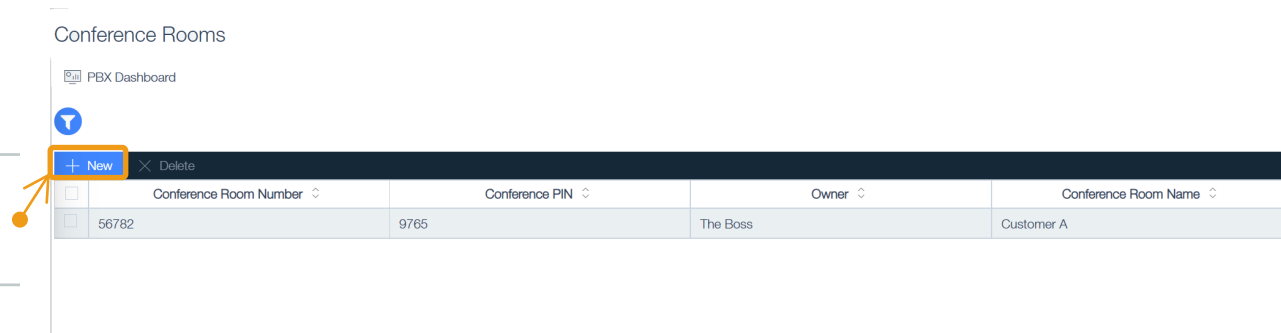 Conference Rooms
PBX Dashboard
New Delete
Conference Room Number Conference PIN Owner Conference Room Name
56782 9765 The Boss Customer A